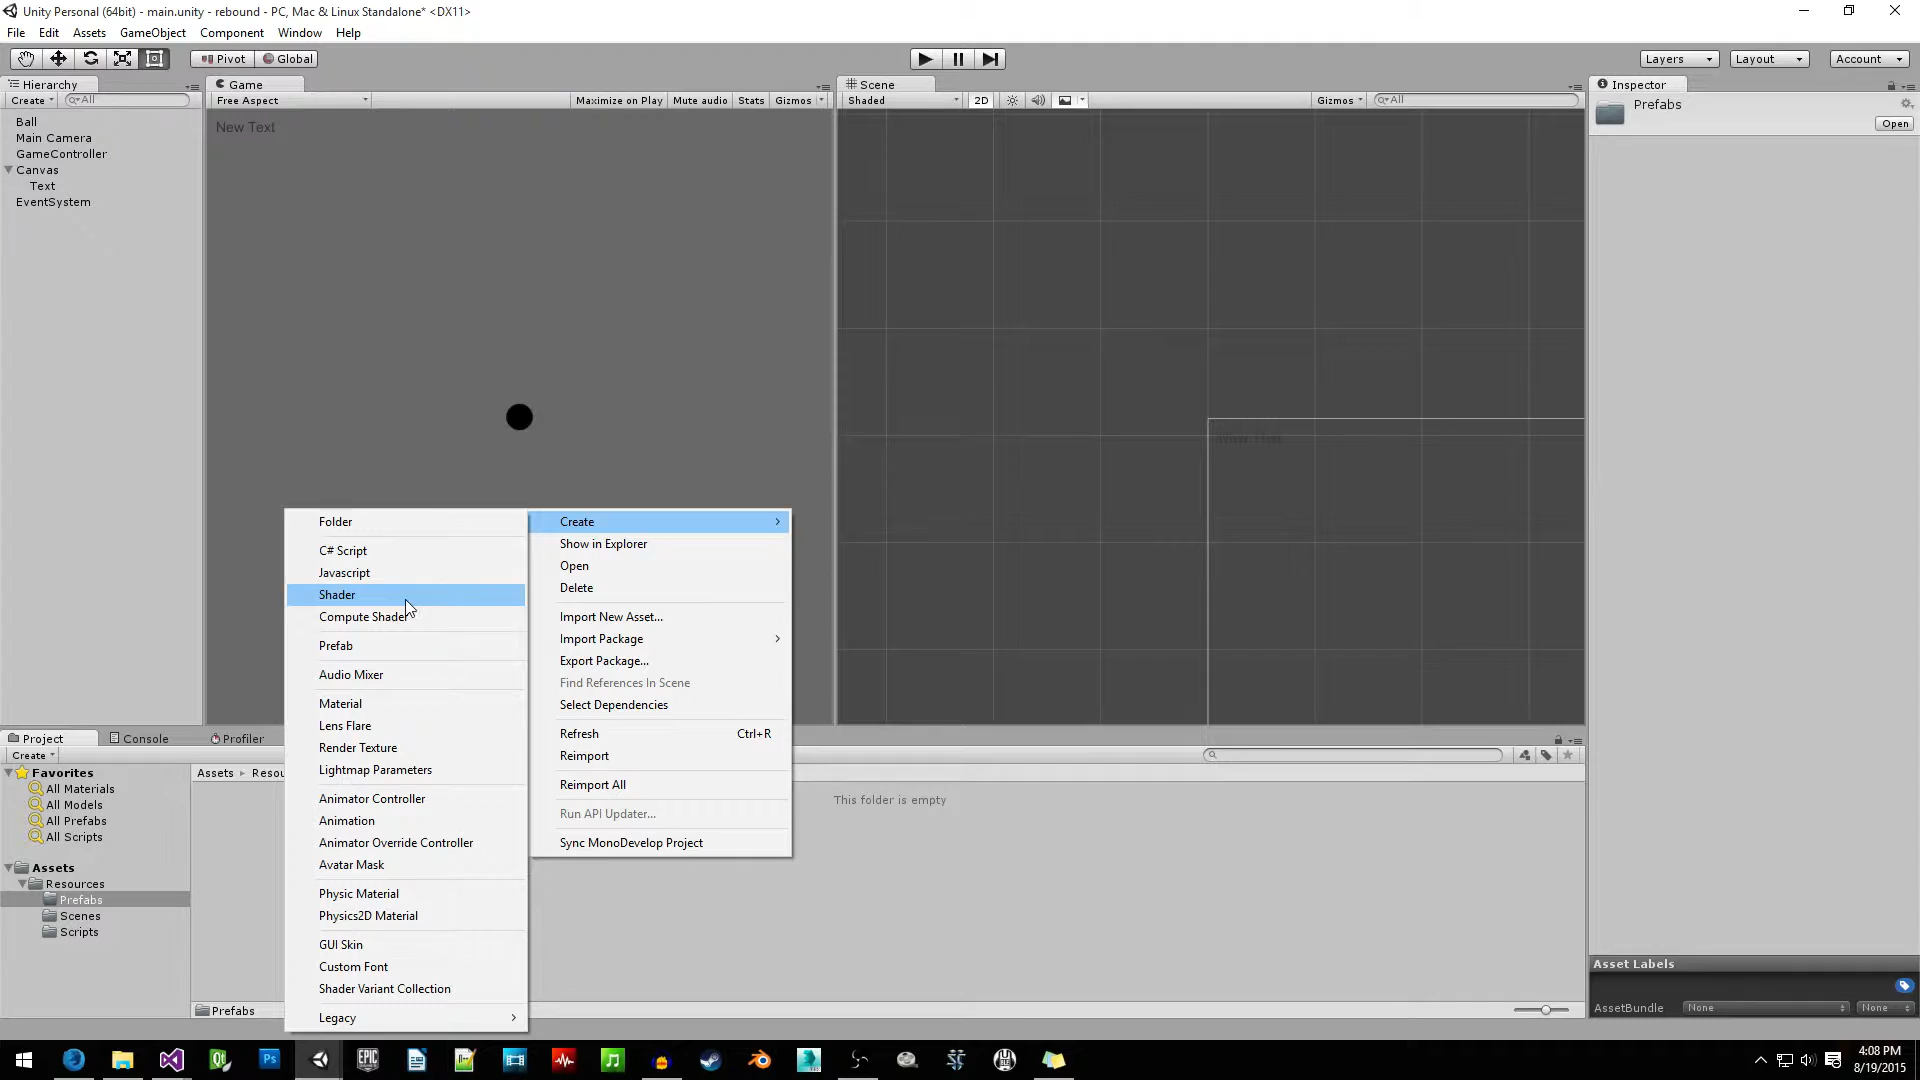 Unity Personal (64bit) - main.unity - rebound - PC, Mac & Linux Standalone* <DX11>
File Edit Assets GameObject Component Window Help
Pivot Global Layers Layout Account
Hierarchy
Create All
Ball
Main Camera
GameController
Canvas
Text
EventSystem
Game
Free Aspect Maximize on Play Mute audio Stats Gizmos
New Text
Scene
Shaded 2D Gizmos All
Inspector
Prefabs
Open
Folder
C# Script
Javascript
Shader
Compute Shader
Prefab
Audio Mixer
Material
Lens Flare
Render Texture
Lightmap Parameters
Animator Controller
Animation
Animator Override Controller
Avatar Mask
Physic Material
Physics2D Material
GUI Skin
Custom Font
Shader Variant Collection
Legacy
Create
Show in Explorer
Open
Delete
Import New Asset...
Import Package
Export Package...
Find References In Scene
Select Dependencies
Refresh Ctrl+R
Reimport
Reimport All
Run API Updater...
Sync MonoDevelop Project
Project Console Profiler
Create
Favorites
All Materials
All Models
All Prefabs
All Scripts
Assets
Resources
Prefabs
Scenes
Scripts
Assets Resou
This folder is empty
Prefabs
Asset Labels
AssetBundle None None
Ps
EPIC
4:08 PM
8/19/2015